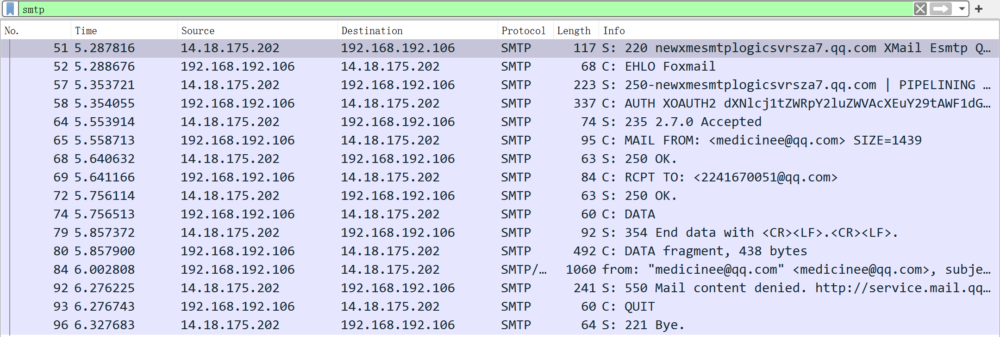 smtp
No. Time Source Destination Protocol Length Info
51 5.287816 14.18.175.202 192.168.192.106 SMTP 117 S: 220 newxmesmtplogicsvrsza7.qq.com XMail Esmtp Q…
52 5.288676 192.168.192.106 14.18.175.202 SMTP 68 C: EHLO Foxmail
57 5.353721 14.18.175.202 192.168.192.106 SMTP 223 S: 250-newxmesmtplogicsvrsza7.qq.com | PIPELINING …
58 5.354055 192.168.192.106 14.18.175.202 SMTP 337 C: AUTH XOAUTH2 dXNlcj1tZWRpY2luZWVAcXEuY29tAWF1dG…
64 5.553914 14.18.175.202 192.168.192.106 SMTP 74 S: 235 2.7.0 Accepted
65 5.558713 192.168.192.106 14.18.175.202 SMTP 95 C: MAIL FROM: <medicinee@qq.com> SIZE=1439
68 5.640632 14.18.175.202 192.168.192.106 SMTP 63 S: 250 OK.
69 5.641166 192.168.192.106 14.18.175.202 SMTP 84 C: RCPT TO: <2241670051@qq.com>
72 5.756114 14.18.175.202 192.168.192.106 SMTP 63 S: 250 OK.
74 5.756513 192.168.192.106 14.18.175.202 SMTP 60 C: DATA
79 5.857372 14.18.175.202 192.168.192.106 SMTP 92 S: 354 End data with <CR><LF>.<CR><LF>.
80 5.857900 192.168.192.106 14.18.175.202 SMTP 492 C: DATA fragment, 438 bytes
84 6.002808 192.168.192.106 14.18.175.202 SMTP/… 1060 from: "medicinee@qq.com" <medicinee@qq.com>, subje…
92 6.276225 14.18.175.202 192.168.192.106 SMTP 241 S: 550 Mail content denied. http://service.mail.qq…
93 6.276743 192.168.192.106 14.18.175.202 SMTP 60 C: QUIT
96 6.327683 14.18.175.202 192.168.192.106 SMTP 64 S: 221 Bye.